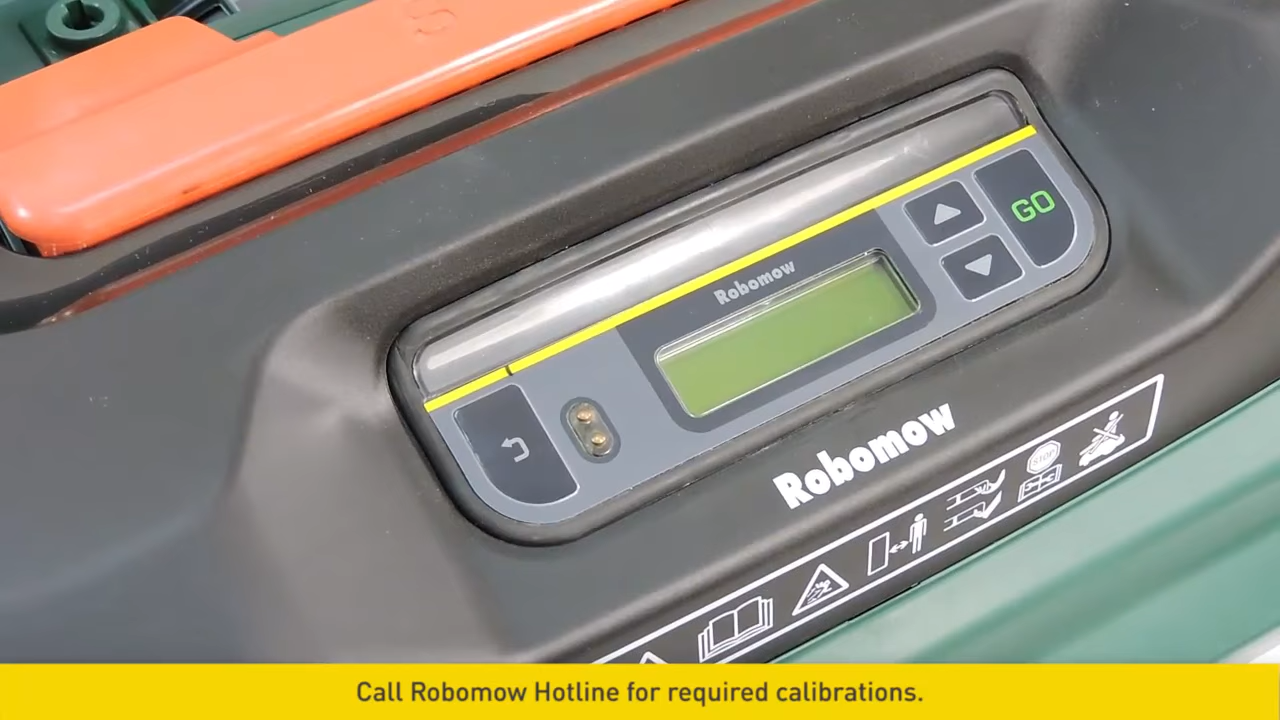 GO
Robomow
Robomow
STOP
Call Robomow Hotline for required calibrations.